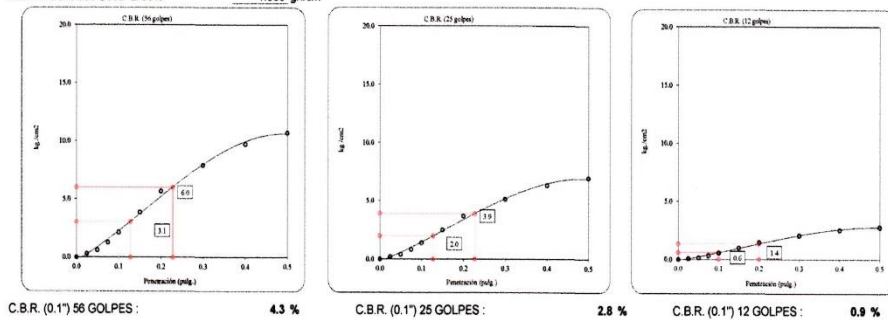 C.B.R. (56 golpes)
kg./cm2
20.0
15.0
10.0
5.0
0.0
6.0
3.1
0.0 0.1 0.2 0.3 0.4 0.5
Penetración (pulg.)
C.B.R. (0.1") 56 GOLPES : 4.3 %
C.B.R. (25 golpes)
kg./cm2
20.0
15.0
10.0
5.0
0.0
3.9
2.0
0.0 0.1 0.2 0.3 0.4 0.5
Penetración (pulg.)
C.B.R. (0.1") 25 GOLPES : 2.8 %
C.B.R. (12 golpes)
kg./cm2
20.0
15.0
10.0
5.0
0.0
0.6
1.4
0.0 0.1 0.2 0.3 0.4 0.5
Penetración (pulg.)
C.B.R. (0.1") 12 GOLPES : 0.9 %